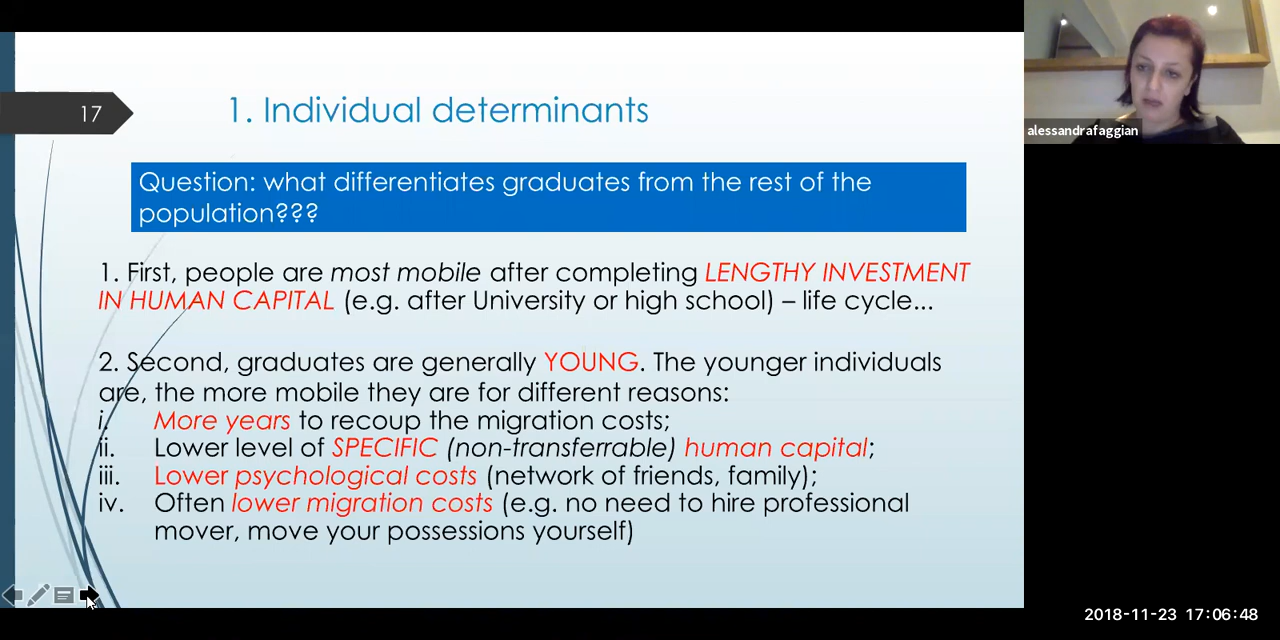 17
1. Individual determinants
Question: what differentiates graduates from the rest of the
population???
1. First, people are most mobile after completing LENGTHY INVESTMENT
IN HUMAN CAPITAL (e.g. after University or high school) – life cycle...
2. Second, graduates are generally YOUNG. The younger individuals
are, the more mobile they are for different reasons:
i. More years to recoup the migration costs;
ii. Lower level of SPECIFIC (non-transferrable) human capital;
iii. Lower psychological costs (network of friends, family);
iv. Often lower migration costs (e.g. no need to hire professional
mover, move your possessions yourself)
alessandrafaggian
2018-11-23 17:06:48